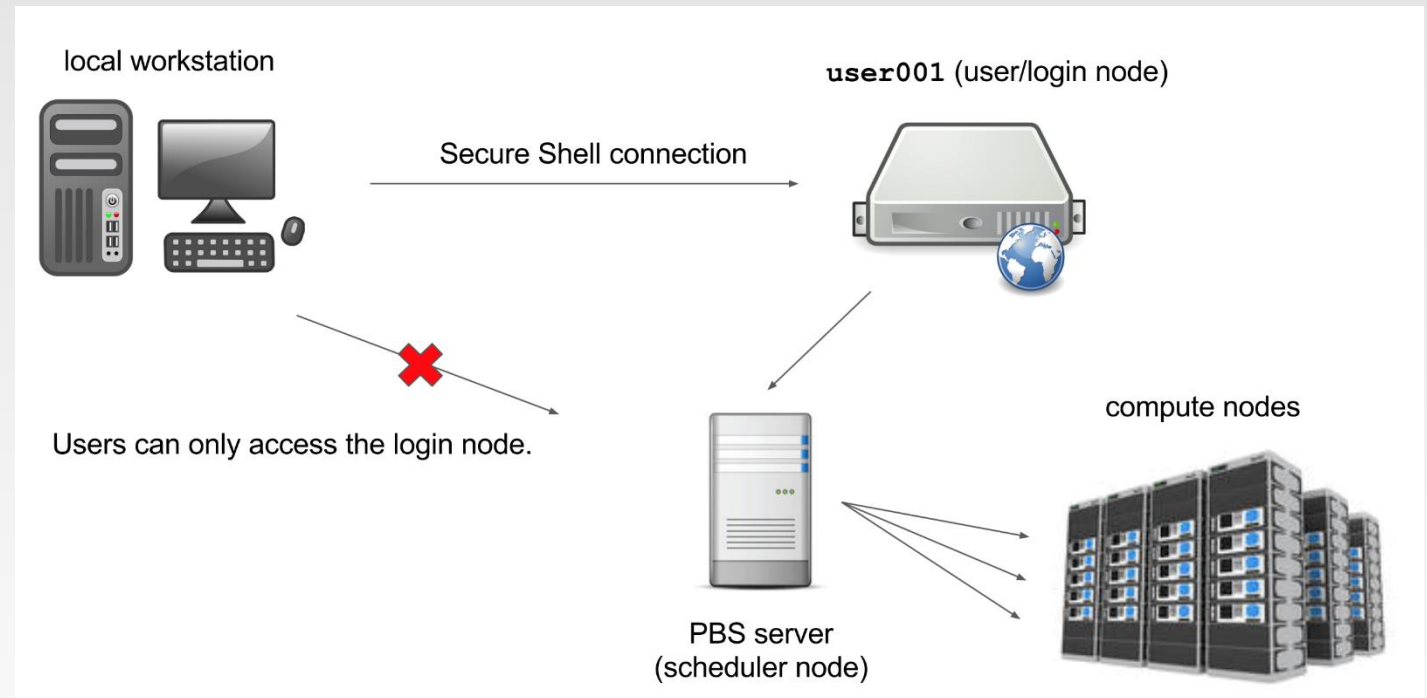 local workstation
user001 (user/login node)
Secure Shell connection
Users can only access the login node.
compute nodes
PBS server
(scheduler node)